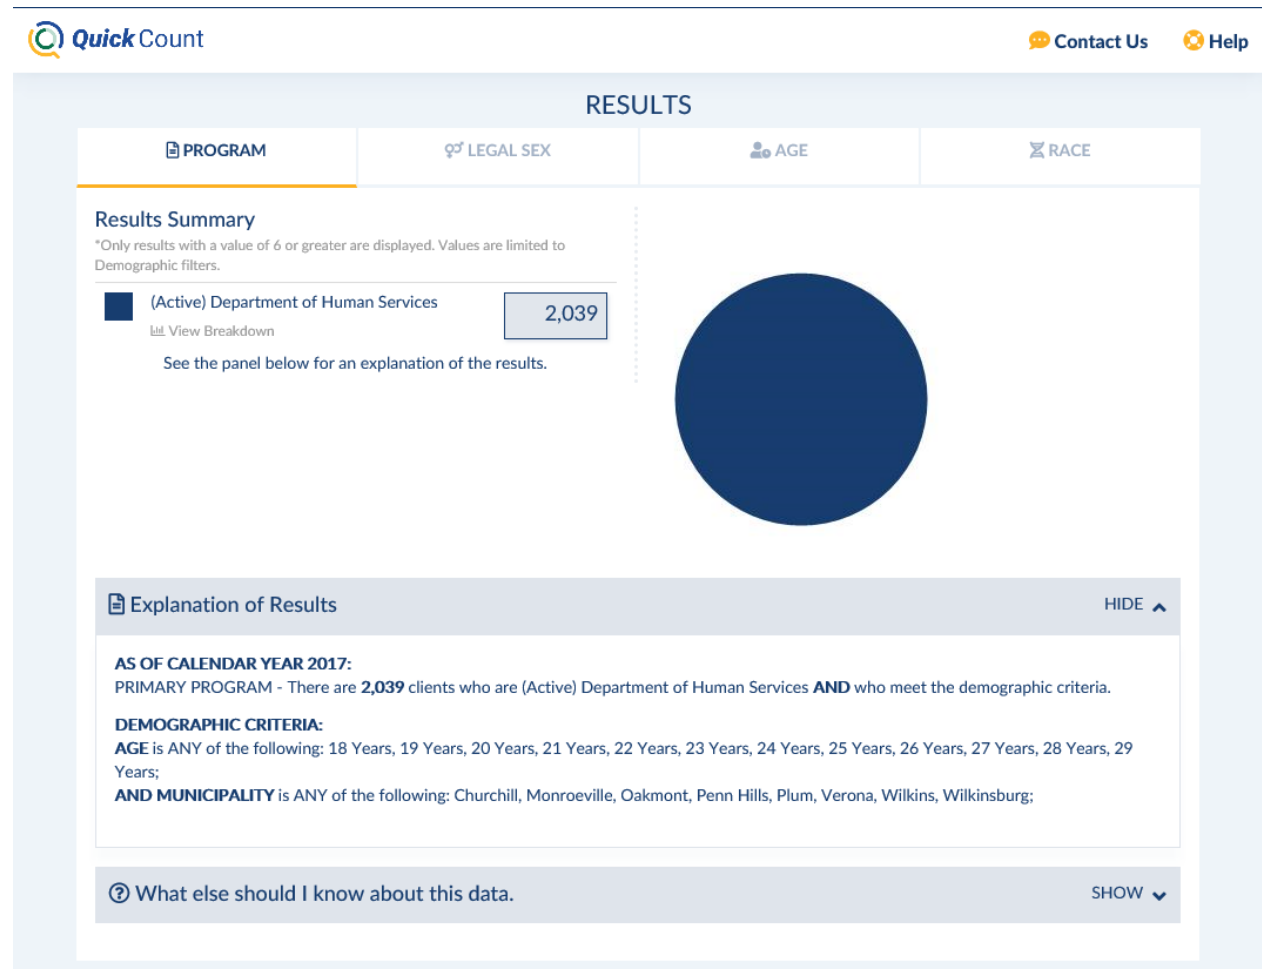 Quick Count
Contact Us
Help
RESULTS
PROGRAM
LEGAL SEX
AGE
RACE
Results Summary
*Only results with a value of 6 or greater are displayed. Values are limited to
Demographic filters.
(Active) Department of Human Services
2,039
View Breakdown
See the panel below for an explanation of the results.
Explanation of Results
HIDE
AS OF CALENDAR YEAR 2017:
PRIMARY PROGRAM - There are 2,039 clients who are (Active) Department of Human Services AND who meet the demographic criteria.
DEMOGRAPHIC CRITERIA:
AGE is ANY of the following: 18 Years, 19 Years, 20 Years, 21 Years, 22 Years, 23 Years, 24 Years, 25 Years, 26 Years, 27 Years, 28 Years, 29
Years;
AND MUNICIPALITY is ANY of the following: Churchill, Monroeville, Oakmont, Penn Hills, Plum, Verona, Wilkins, Wilkinsburg;
What else should I know about this data.
SHOW